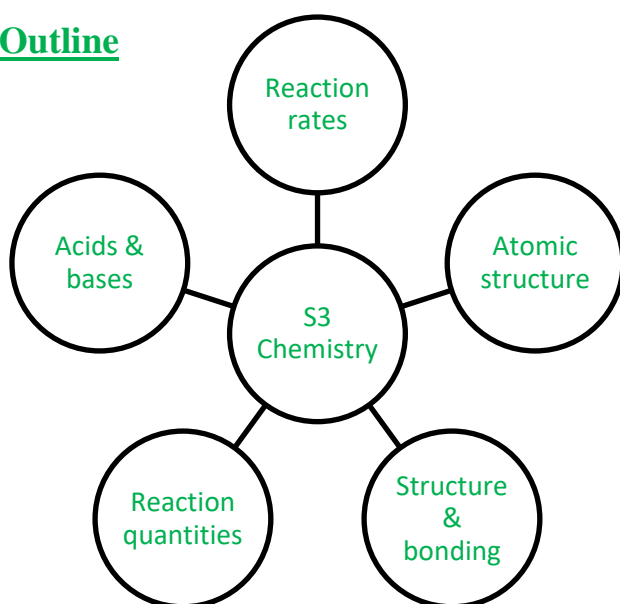 Outline
Reaction
rates
Acids &
bases
Atomic
structure
S3
Chemistry
Reaction
quantities
Structure
&
bonding